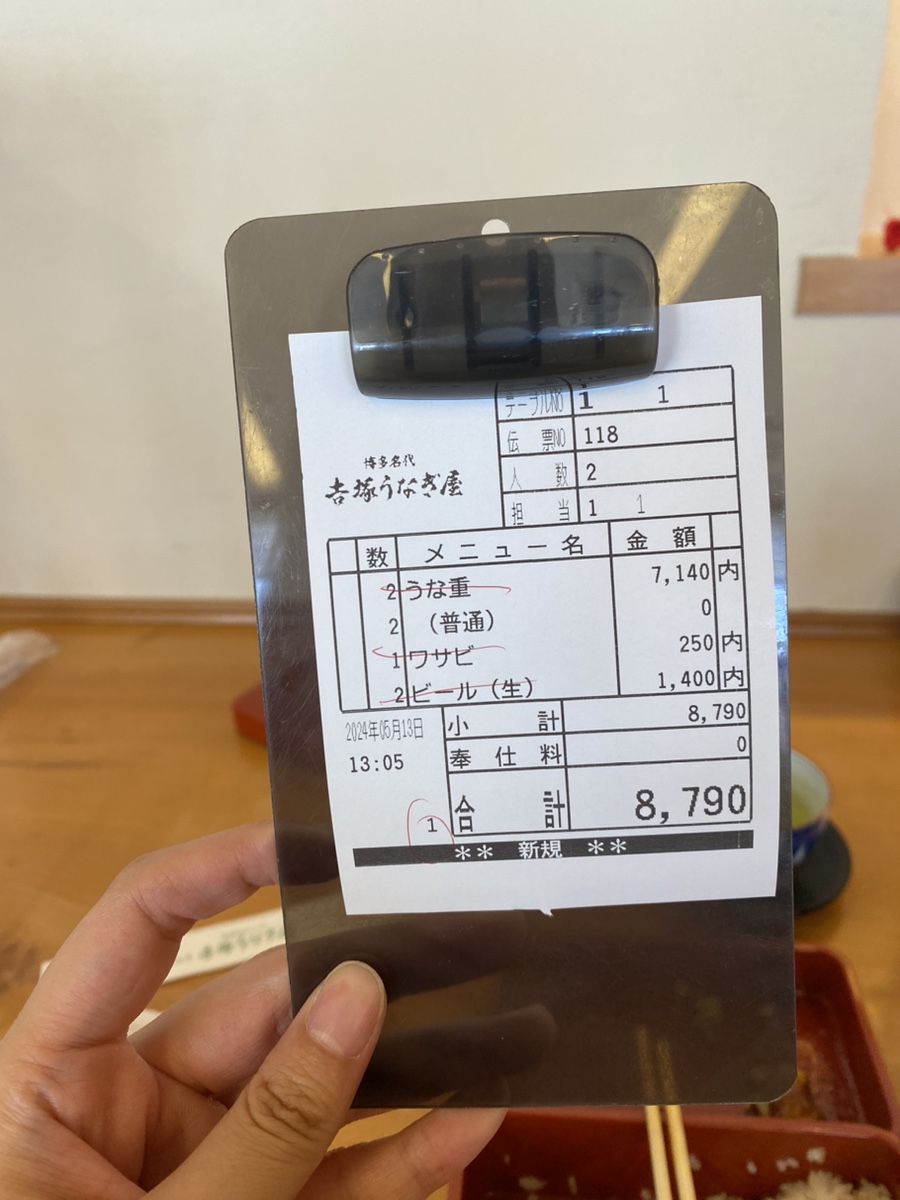 テーブルNO i 1
伝票NO 118
人数 2
担当 1 1
博多名代
吉塚うなぎ屋
数 メニュー名 金額
2 うな重 7,140 内
2 (普通) 0
1 ワサビ 250 内
2 ビール(生) 1,400 内
小計 8,790
2024年05月13日
奉仕料 0
13:05
合計 8,790
1
** 新規 **